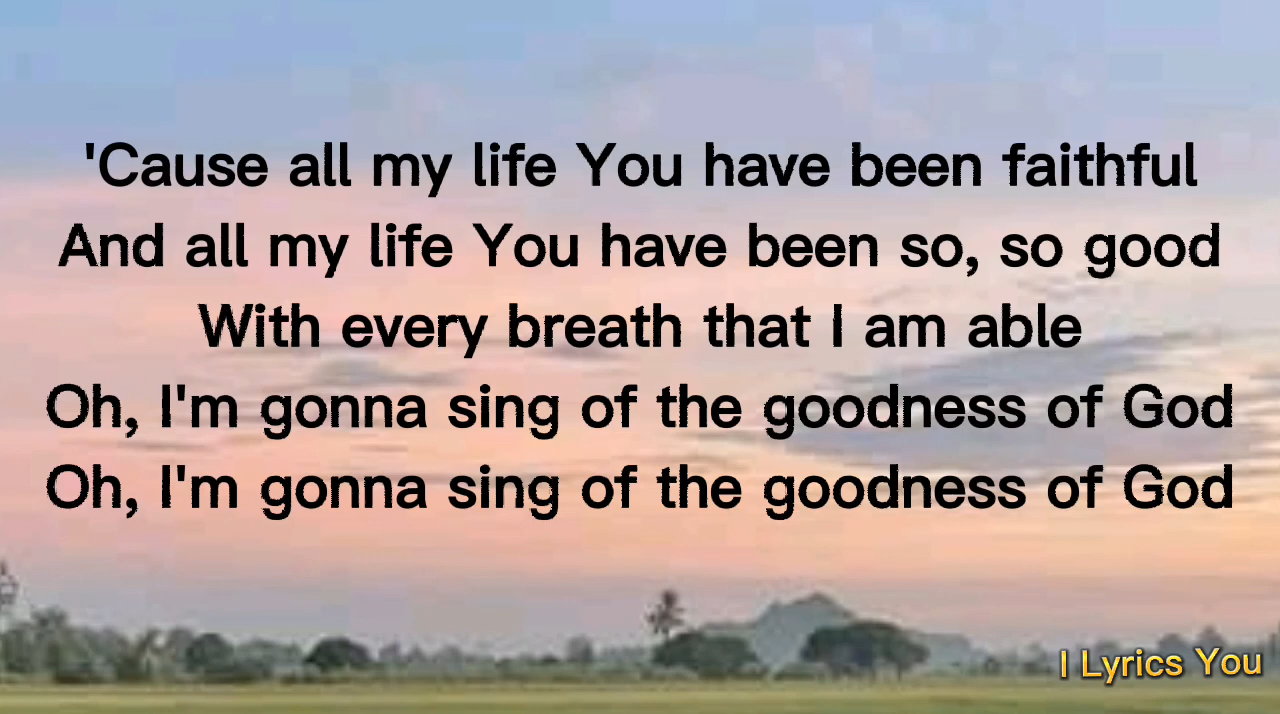 'Cause all my life You have been faithful
And all my life You have been so, so good
With every breath that I am able
Oh, I'm gonna sing of the goodness of God
Oh, I'm gonna sing of the goodness of God
I Lyrics You